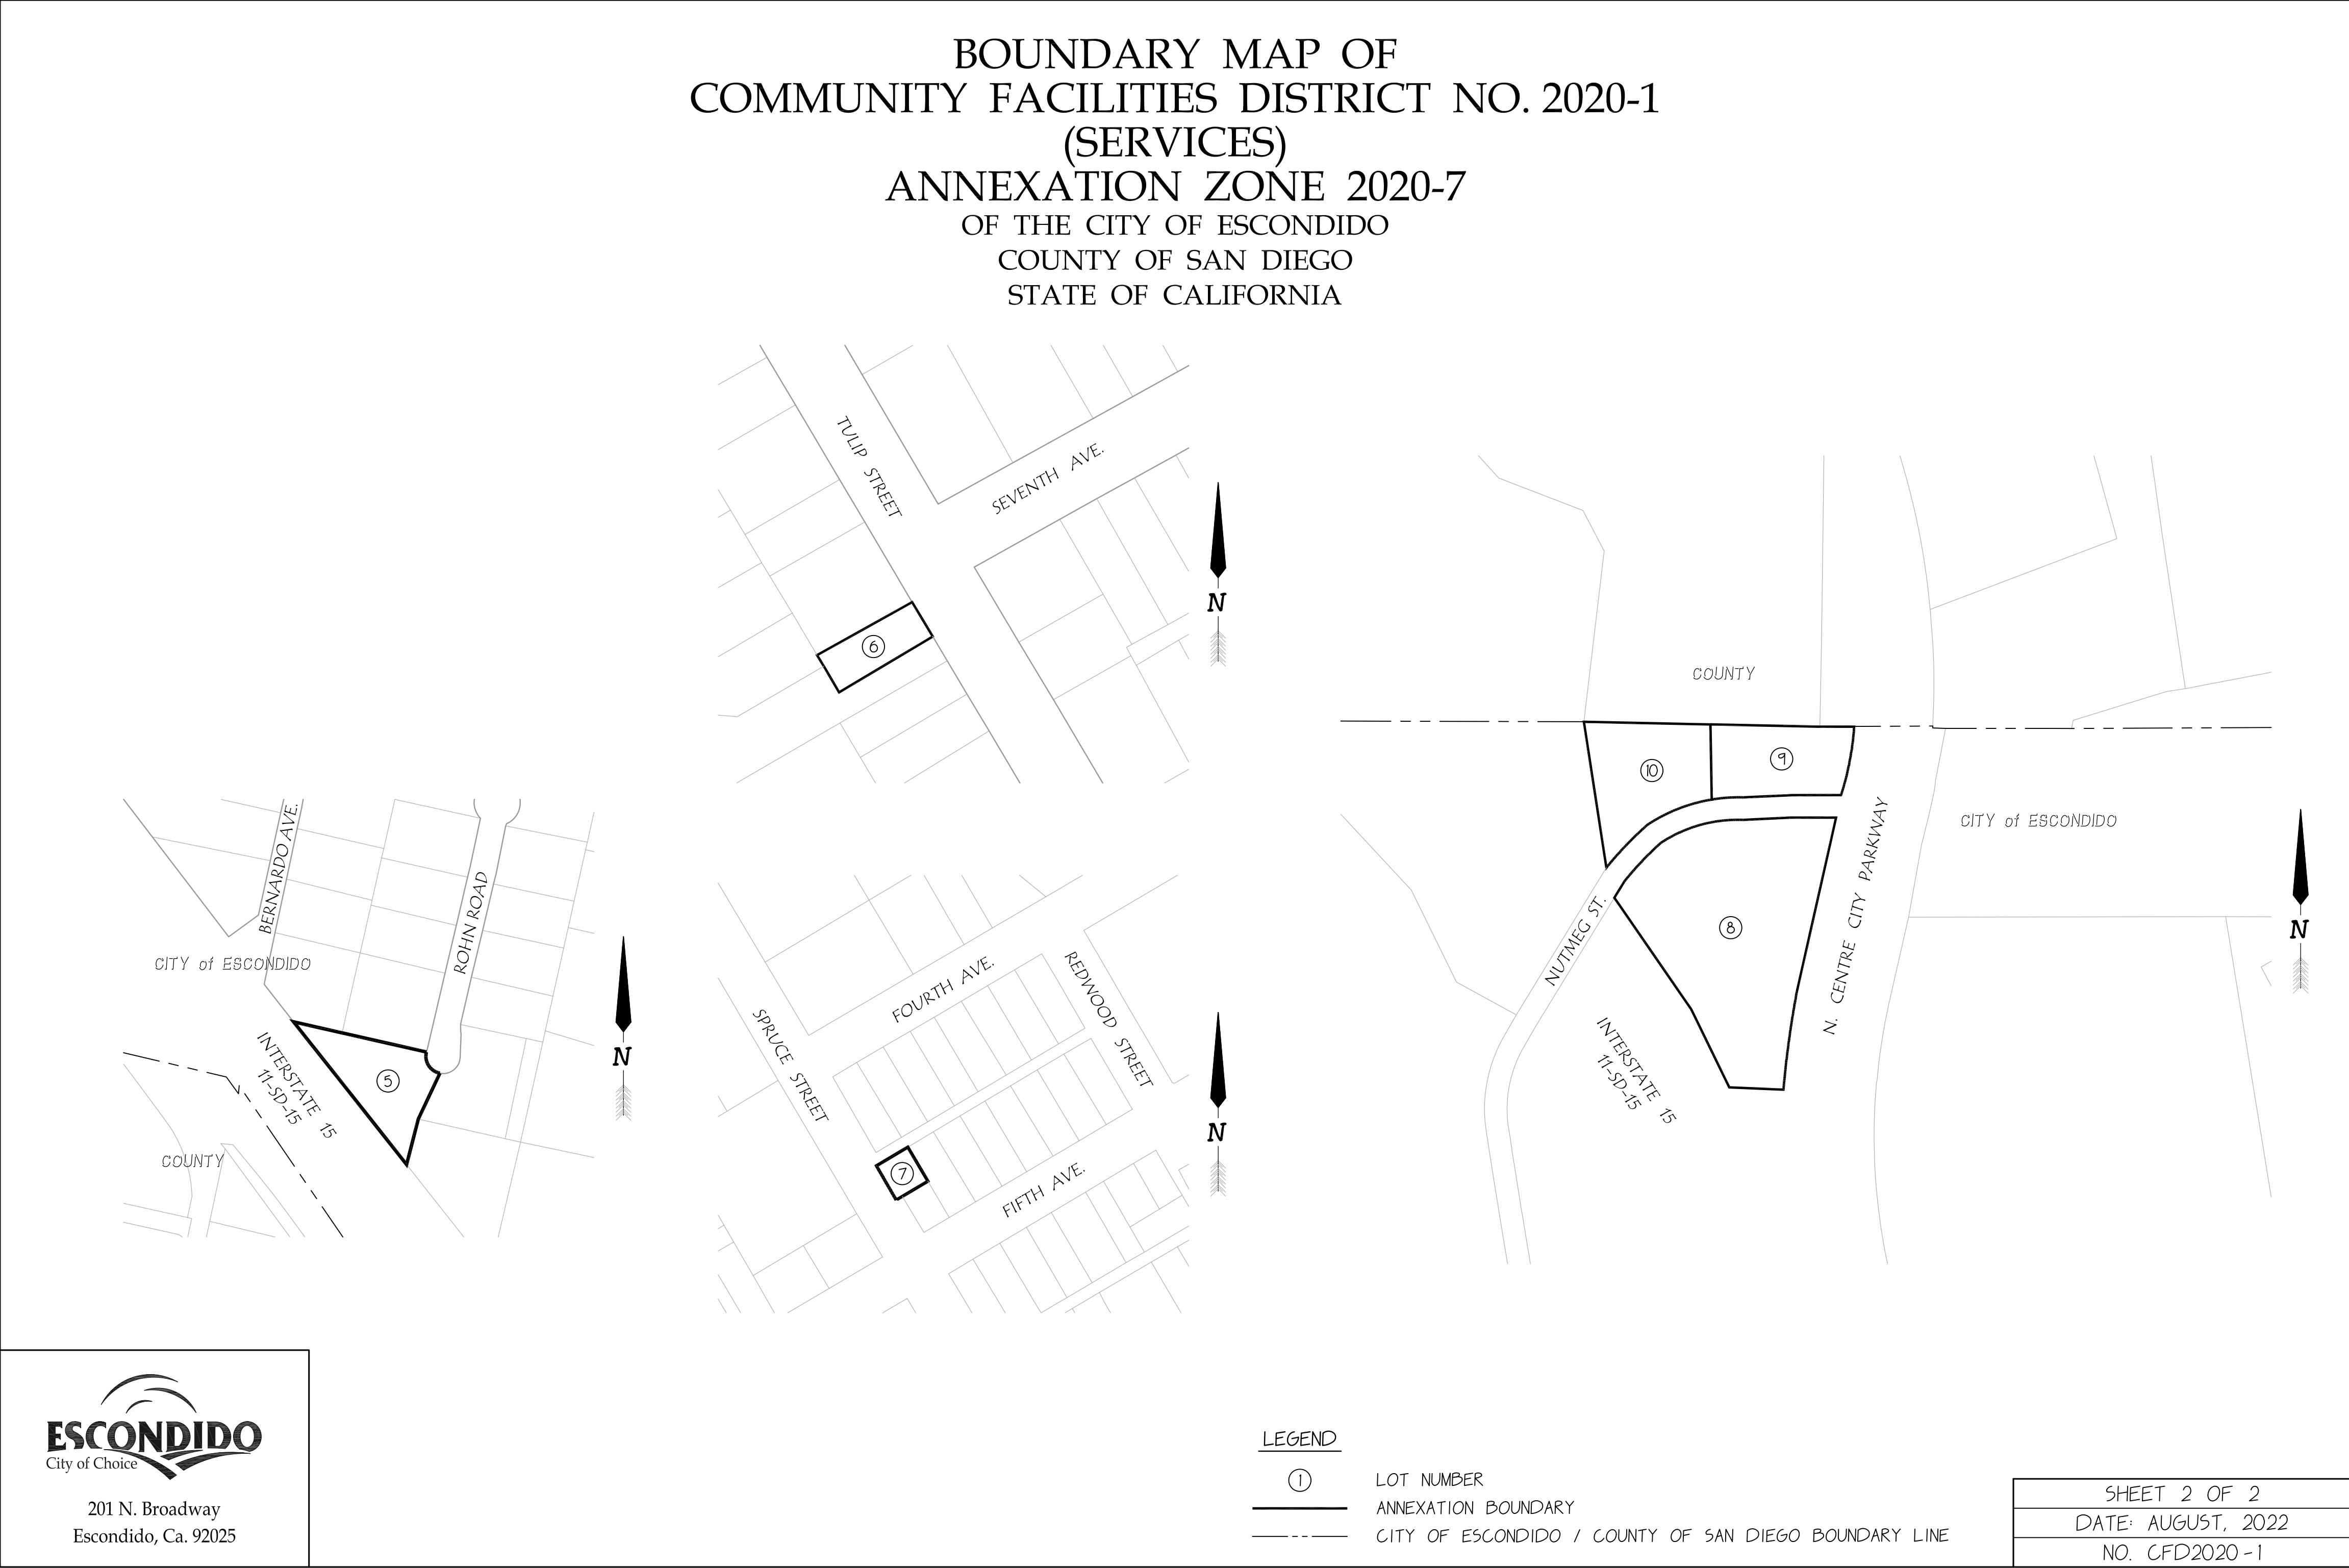 BOUNDARY MAP OF
COMMUNITY FACILITIES DISTRICT NO. 2020-1
(SERVICES)
ANNEXATION ZONE 2020-7
OF THE CITY OF ESCONDIDO
COUNTY OF SAN DIEGO
STATE OF CALIFORNIA
TULIP STREET
SEVENTH AVE.
6
N
COUNTY
10
9
8
CITY of ESCONDIDO
NUTMEG ST.
N. CENTRE CITY PARKWAY
INTERSTATE 15
11-SD-15
N
BERNARDO AVE.
ROHN ROAD
CITY of ESCONDIDO
INTERSTATE 15
11-SD-15
5
COUNTY
N
FOURTH AVE.
REDWOOD STREET
SPRUCE STREET
7
FIFTH AVE.
N
ESCONDIDO
City of Choice
201 N. Broadway
Escondido, Ca. 92025
LEGEND
1 LOT NUMBER
ANNEXATION BOUNDARY
CITY OF ESCONDIDO / COUNTY OF SAN DIEGO BOUNDARY LINE
SHEET 2 OF 2
DATE: AUGUST, 2022
NO. CFD2020-1